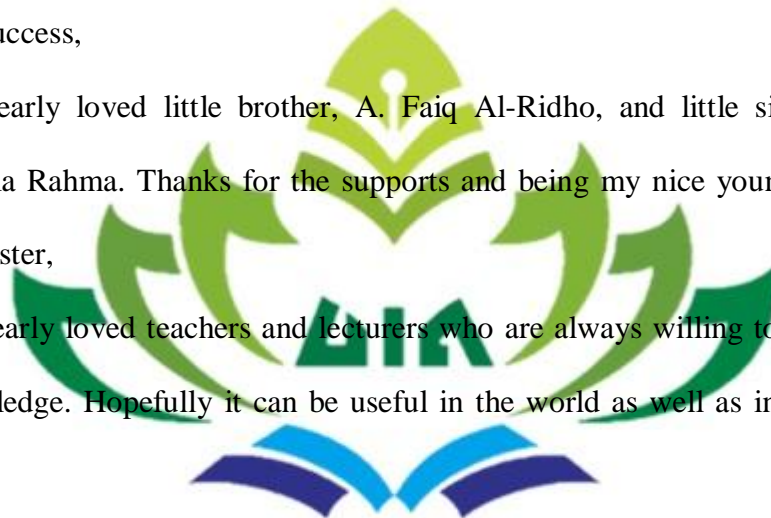 uccess,
early loved little brother, A. Faiq Al-Ridho, and little si
a Rahma. Thanks for the supports and being my nice your
ster,
early loved teachers and lecturers who are always willing to
UIN
ledge. Hopefully it can be useful in the world as well as in